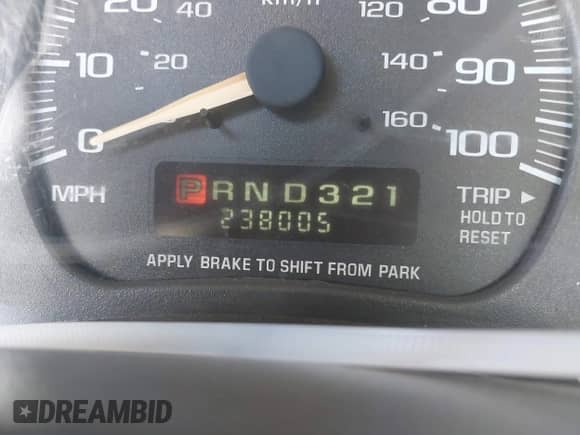 20 40 km/h 120 80
10 20 140 90
0 160 100
MPH PRND321 TRIP ►
238005 HOLD TO
RESET
APPLY BRAKE TO SHIFT FROM PARK
DREAMBID